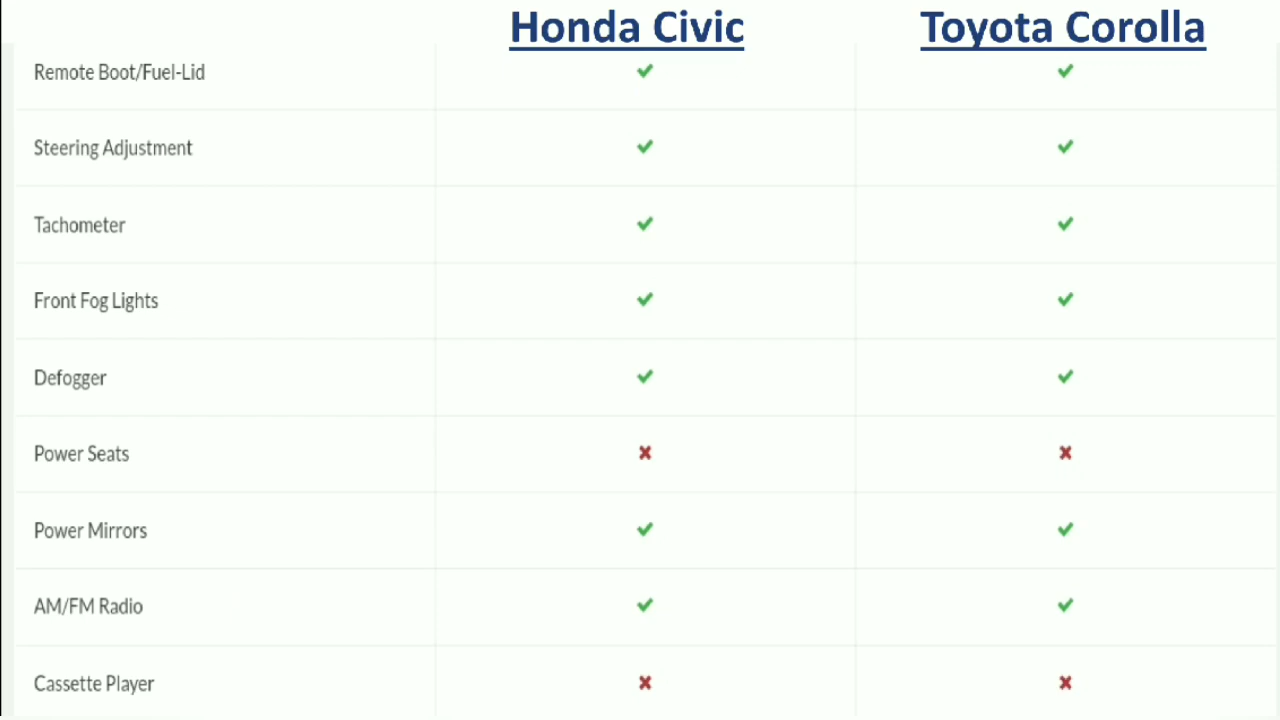 Honda Civic Toyota Corolla
Remote Boot/Fuel-Lid ✔ ✔
Steering Adjustment ✔ ✔
Tachometer ✔ ✔
Front Fog Lights ✔ ✔
Defogger ✔ ✔
Power Seats ✖ ✖
Power Mirrors ✔ ✔
AM/FM Radio ✔ ✔
Cassette Player ✖ ✖